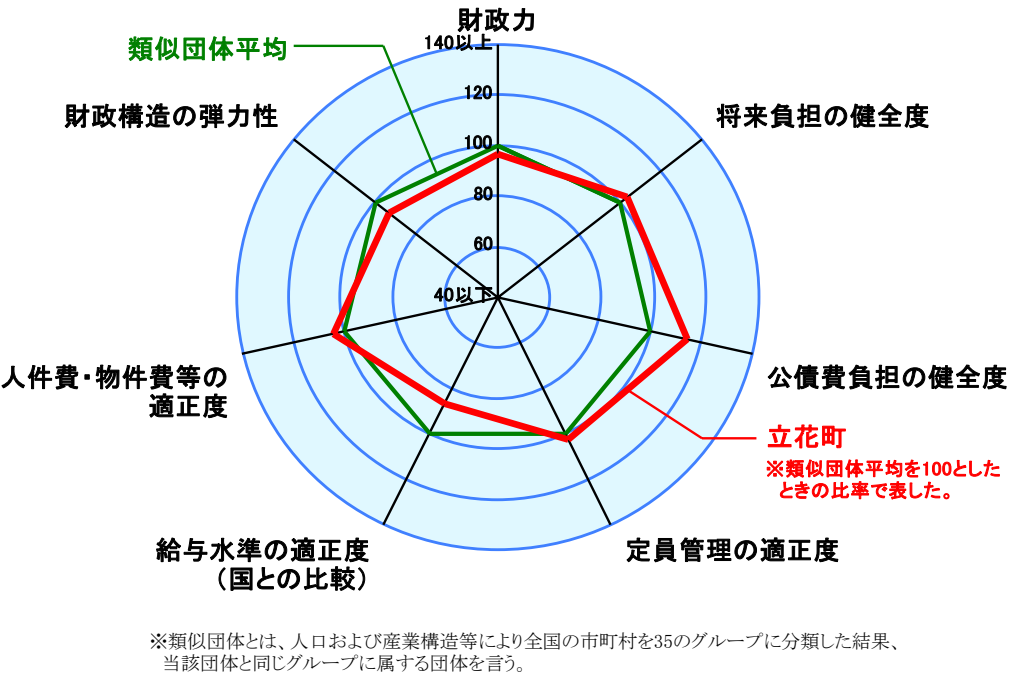 財政力
類似団体平均
140以上
120
100
80
60
40以下
財政構造の弾力性
将来負担の健全度
人件費・物件費等の
適正度
公債費負担の健全度
立花町
※類似団体平均を100とした
ときの比率で表した。
給与水準の適正度
（国との比較）
定員管理の適正度
※類似団体とは、人口および産業構造等により全国の市町村を35のグループに分類した結果、
当該団体と同じグループに属する団体を言う。